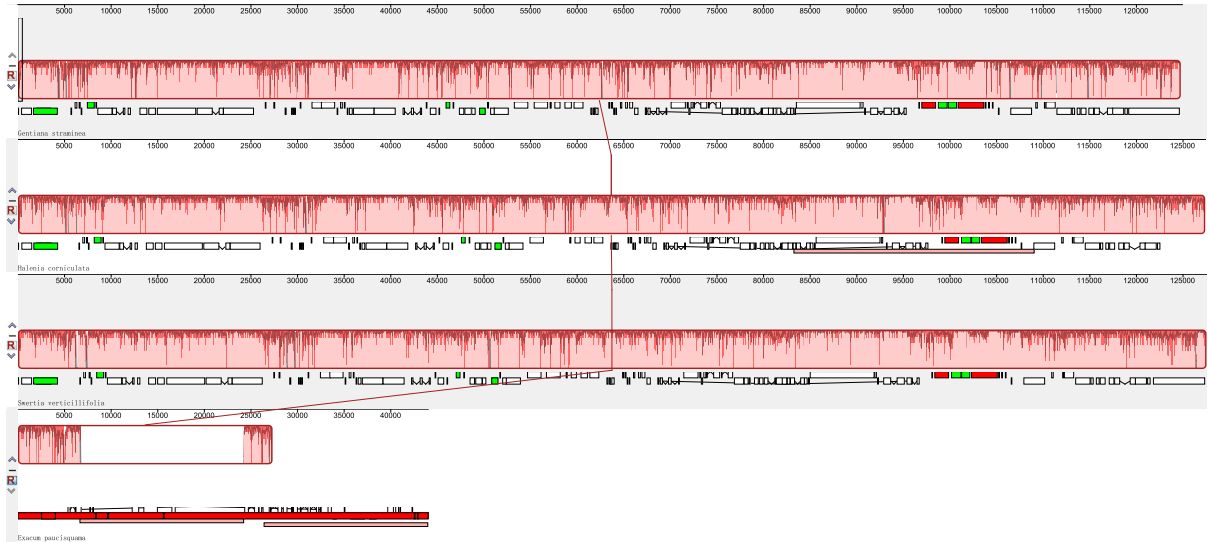 5000 10000 15000 20000 25000 30000 35000 40000 45000 50000 55000 60000 65000 70000 75000 80000 85000 90000 95000 100000 105000 110000 115000 120000
R
Gentiana straminea
5000 10000 15000 20000 25000 30000 35000 40000 45000 50000 55000 60000 65000 70000 75000 80000 85000 90000 95000 100000 105000 110000 115000 120000 125000
R
Halenia corniculata
5000 10000 15000 20000 25000 30000 35000 40000 45000 50000 55000 60000 65000 70000 75000 80000 85000 90000 95000 100000 105000 110000 115000 120000 125000
R
Swertia verticillifolia
5000 10000 15000 20000 25000 30000 35000 40000
R
Exacum paucisquama